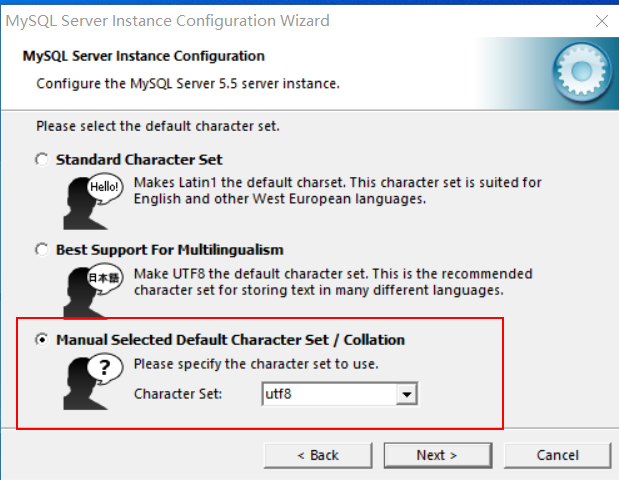 MySQL Server Instance Configuration Wizard
MySQL Server Instance Configuration
Configure the MySQL Server 5.5 server instance.
Please select the default character set.
Standard Character Set
Hello!
Makes Latin1 the default charset. This character set is suited for
English and other West European languages.
Best Support For Multilingualism
日本語
Make UTF8 the default character set. This is the recommended
character set for storing text in many different languages.
Manual Selected Default Character Set / Collation
?
Please specify the character set to use.
Character Set: utf8
< Back Next > Cancel